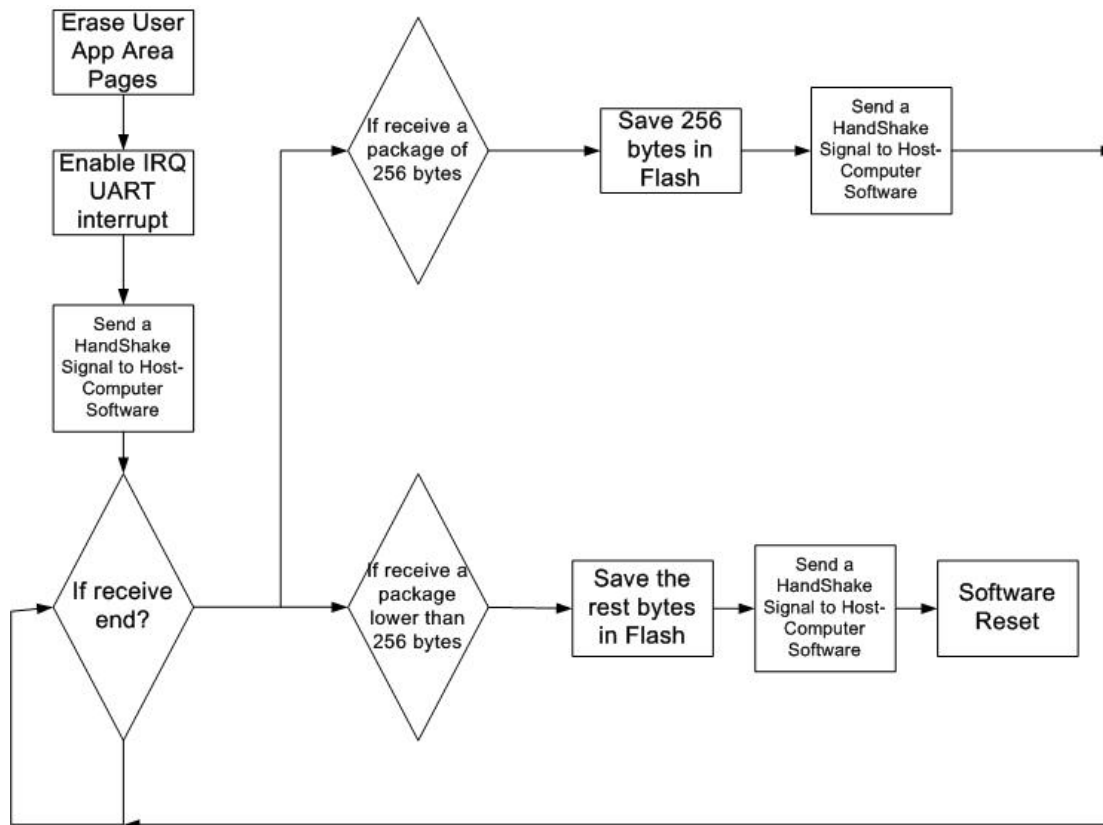 Erase User
App Area
Pages
Enable IRQ
UART
interrupt
Send a
HandShake
Signal to Host-
Computer
Software
If receive
end?
If receive a
package of
256 bytes
Save 256
bytes in
Flash
Send a
HandShake
Signal to Host-
Computer
Software
If receive a
package
lower than
256 bytes
Save the
rest bytes
in Flash
Send a
HandShake
Signal to Host-
Computer
Software
Software
Reset